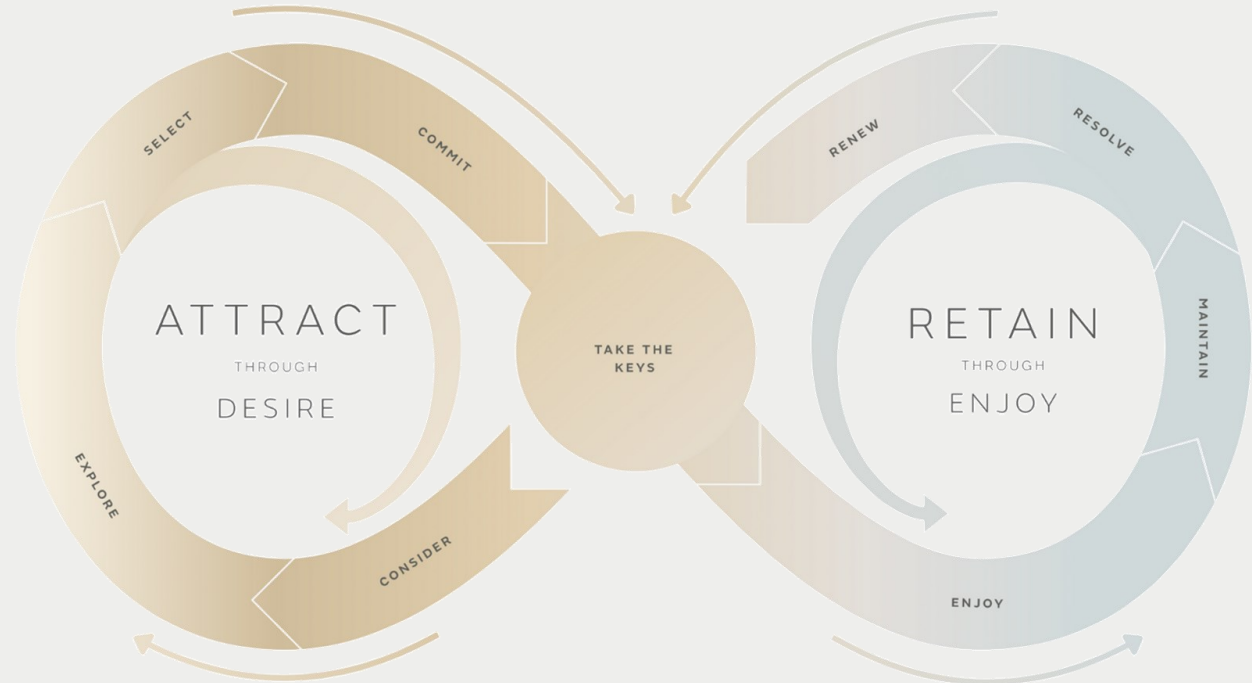 SELECT
COMMIT
ATTRACT
THROUGH
DESIRE
EXPLORE
CONSIDER
TAKE THE
KEYS
RENEW
RESOLVE
RETAIN
THROUGH
ENJOY
MAINTAIN
ENJOY